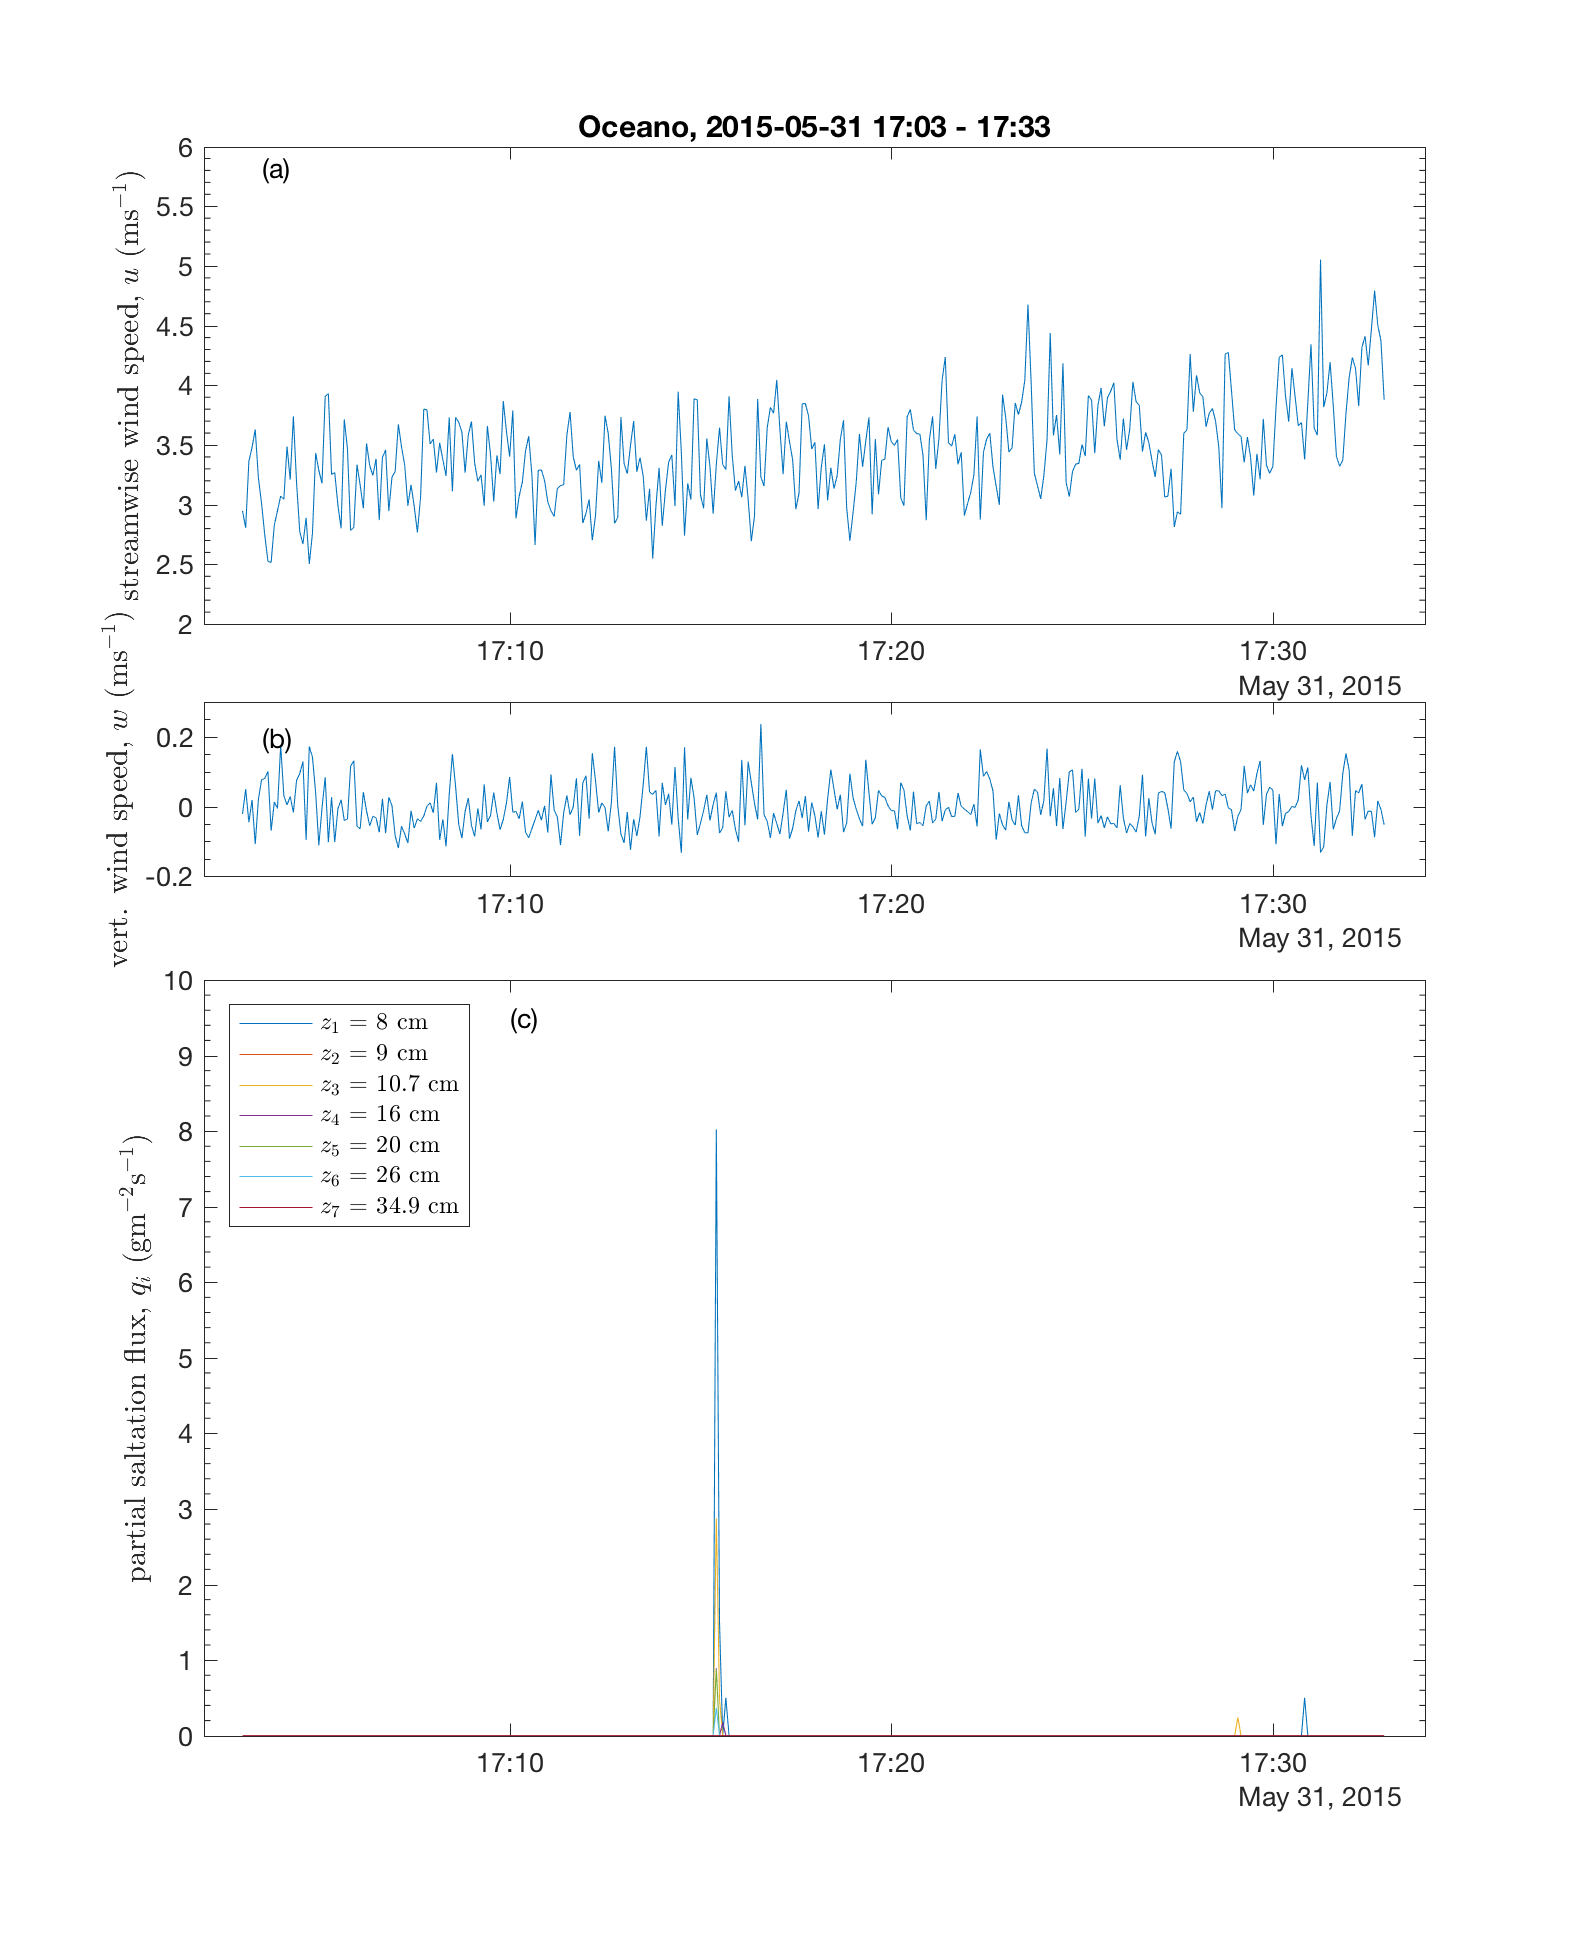 Oceano, 2015-05-31 17:03 - 17:33
(a)
streamwise wind speed, u (ms⁻¹)
6
5.5
5
4.5
4
3.5
3
2.5
2
17:10 17:20 17:30
May 31, 2015
(b)
vert. wind speed, w (ms⁻¹)
0.2
0
-0.2
17:10 17:20 17:30
May 31, 2015
(c)
partial saltation flux, qᵢ (gm⁻²s⁻¹)
10
9
8
7
6
5
4
3
2
1
0
z₁ = 8 cm
z₂ = 9 cm
z₃ = 10.7 cm
z₄ = 16 cm
z₅ = 20 cm
z₆ = 26 cm
z₇ = 34.9 cm
17:10 17:20 17:30
May 31, 2015